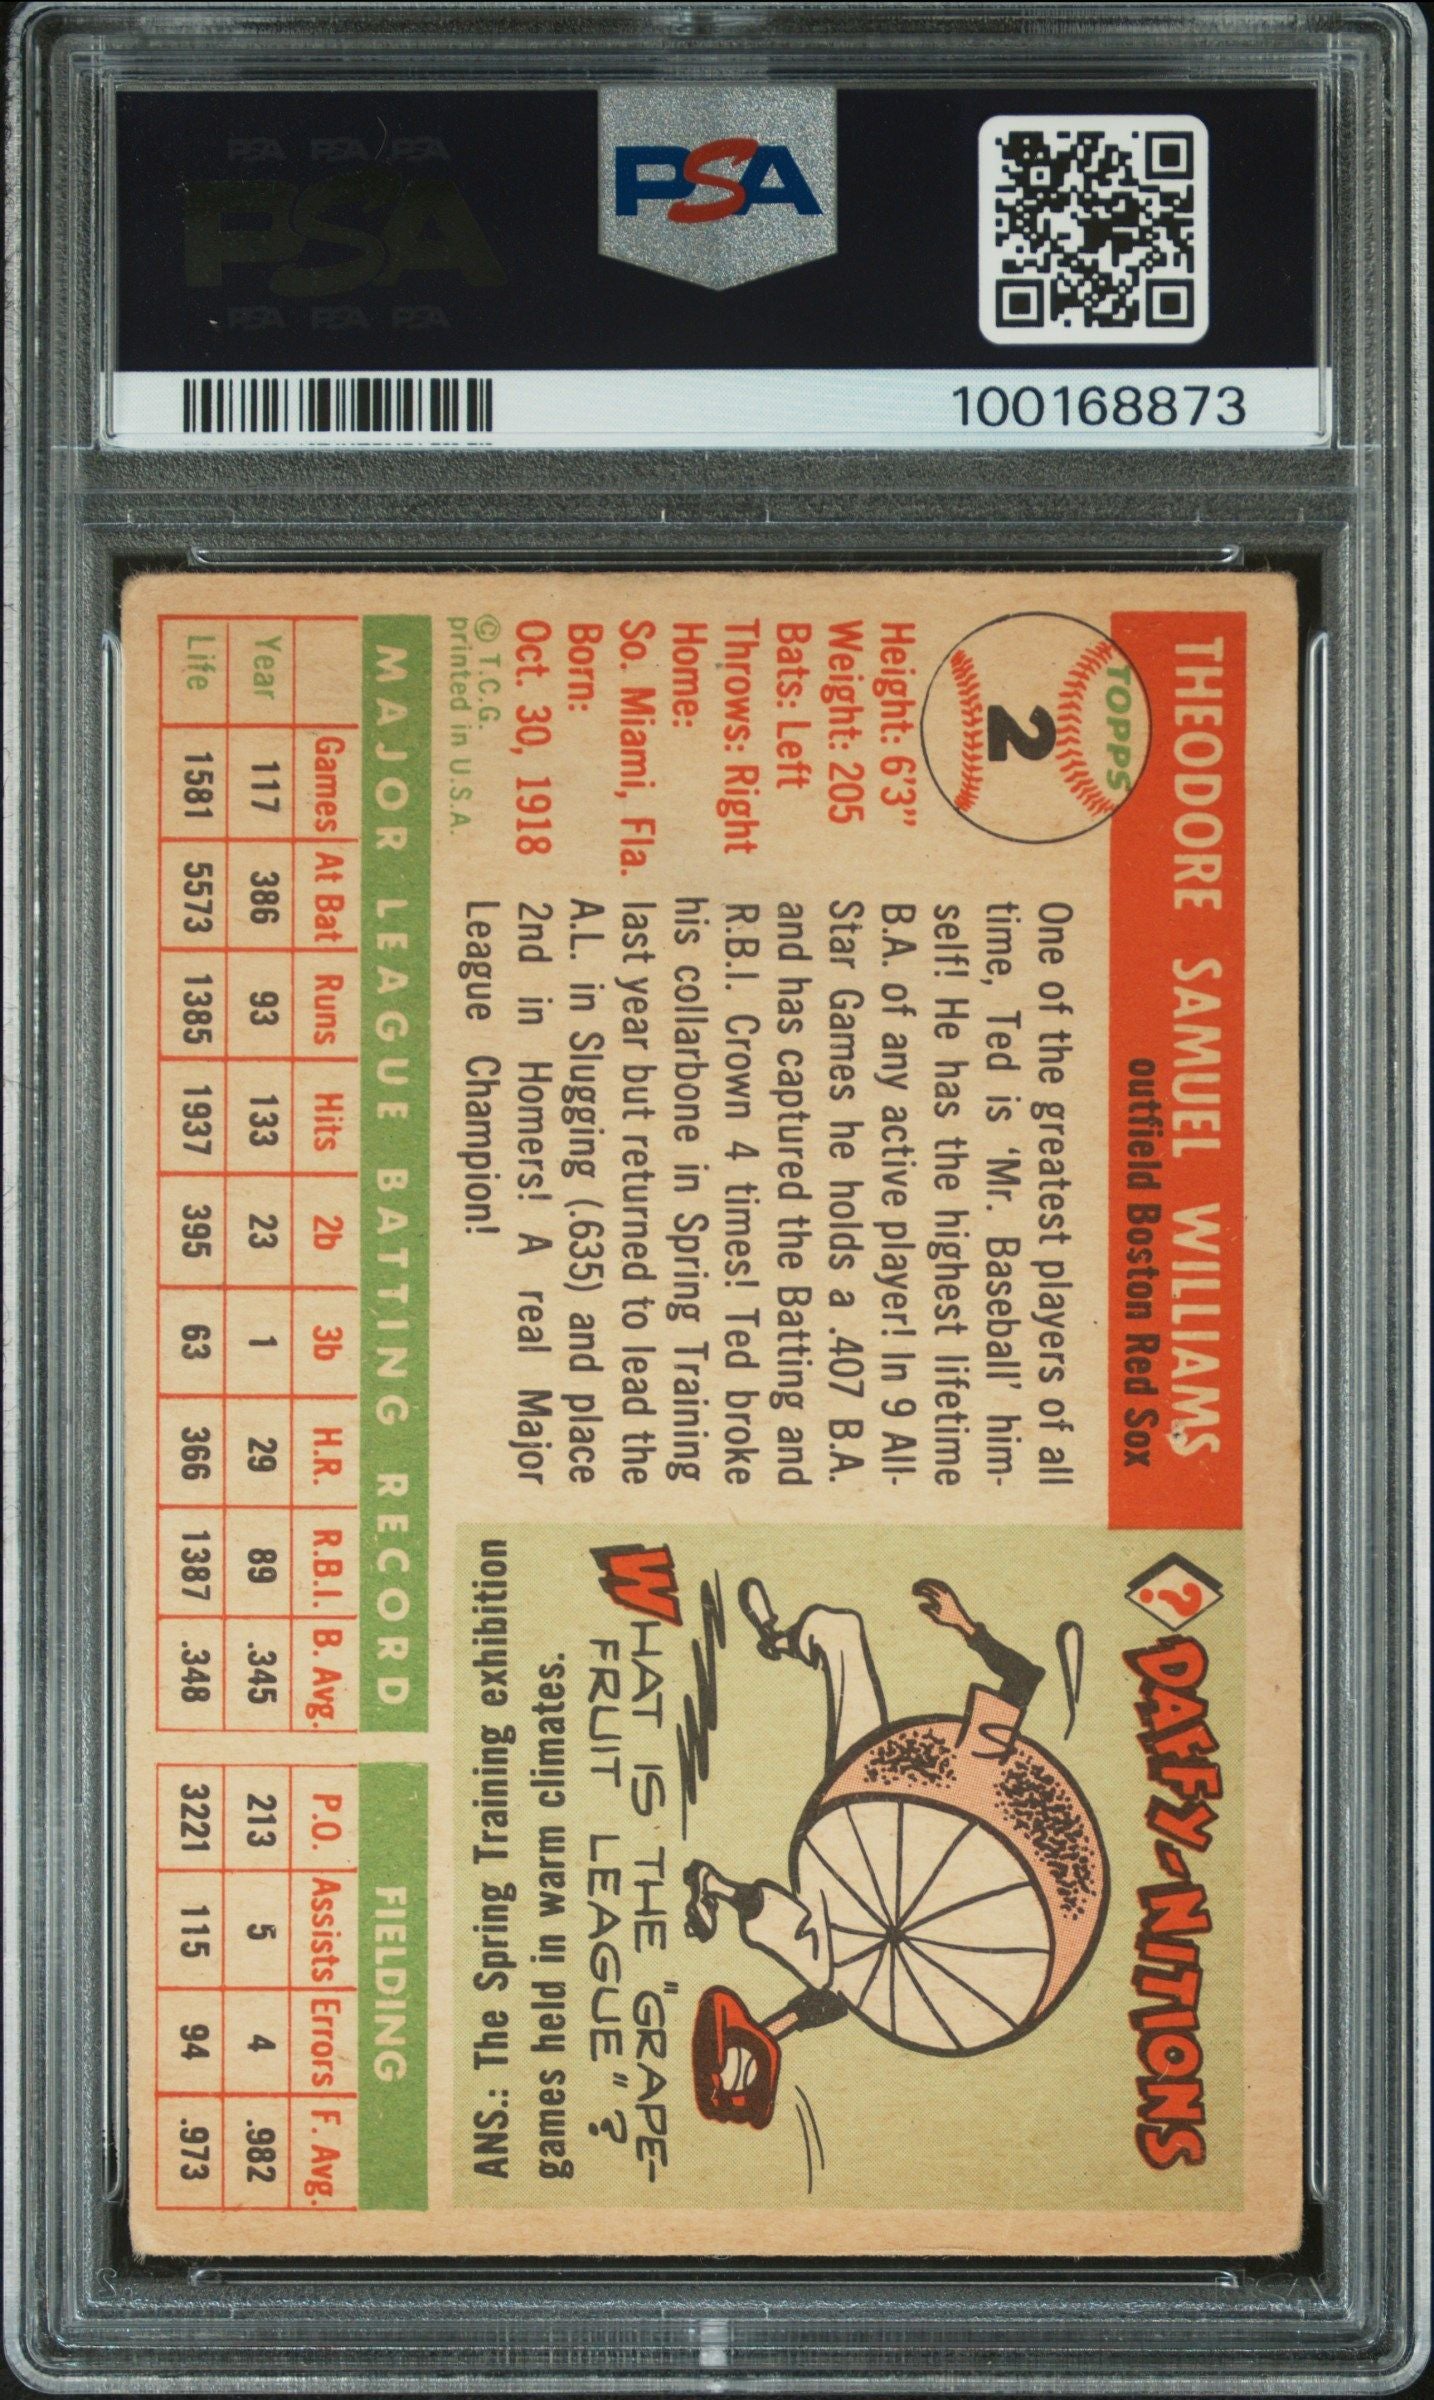 PSA PSA PSA
PSA
PSA PSA PSA
PSA
100168873
THEODORE SAMUEL WILLIAMS
outfield Boston Red Sox
TOPPS
2
Height: 6'3"
Weight: 205
Bats: Left
Throws: Right
Home:
So. Miami, Fla.
Born:
Oct. 30, 1918
© T.C.G.
printed in U.S.A.
One of the greatest players of all
time, Ted is 'Mr. Baseball' him-
self! He has the highest lifetime
B.A. of any active player! In 9 All-
Star Games he holds a .407 B.A.
and has captured the Batting and
R.B.I. Crown 4 times! Ted broke
his collarbone in Spring Training
last year but returned to lead the
A.L. in Slugging (.635) and place
2nd in Homers! A real Major
League Champion!
? DAFFY-NITIONS
WHAT IS THE "GRAPE-
FRUIT LEAGUE"?
ANS.: The Spring Training exhibition
games held in warm climates.
MAJOR LEAGUE BATTING RECORD FIELDING
Games At Bat Runs Hits 2b 3b H.R. R.B.I. B. Avg. P.O. Assists Errors F. Avg.
Year 117 386 93 133 23 1 29 89 .345 213 5 4 .982
Life 1581 5573 1385 1937 395 63 366 1387 .348 3221 115 94 .973